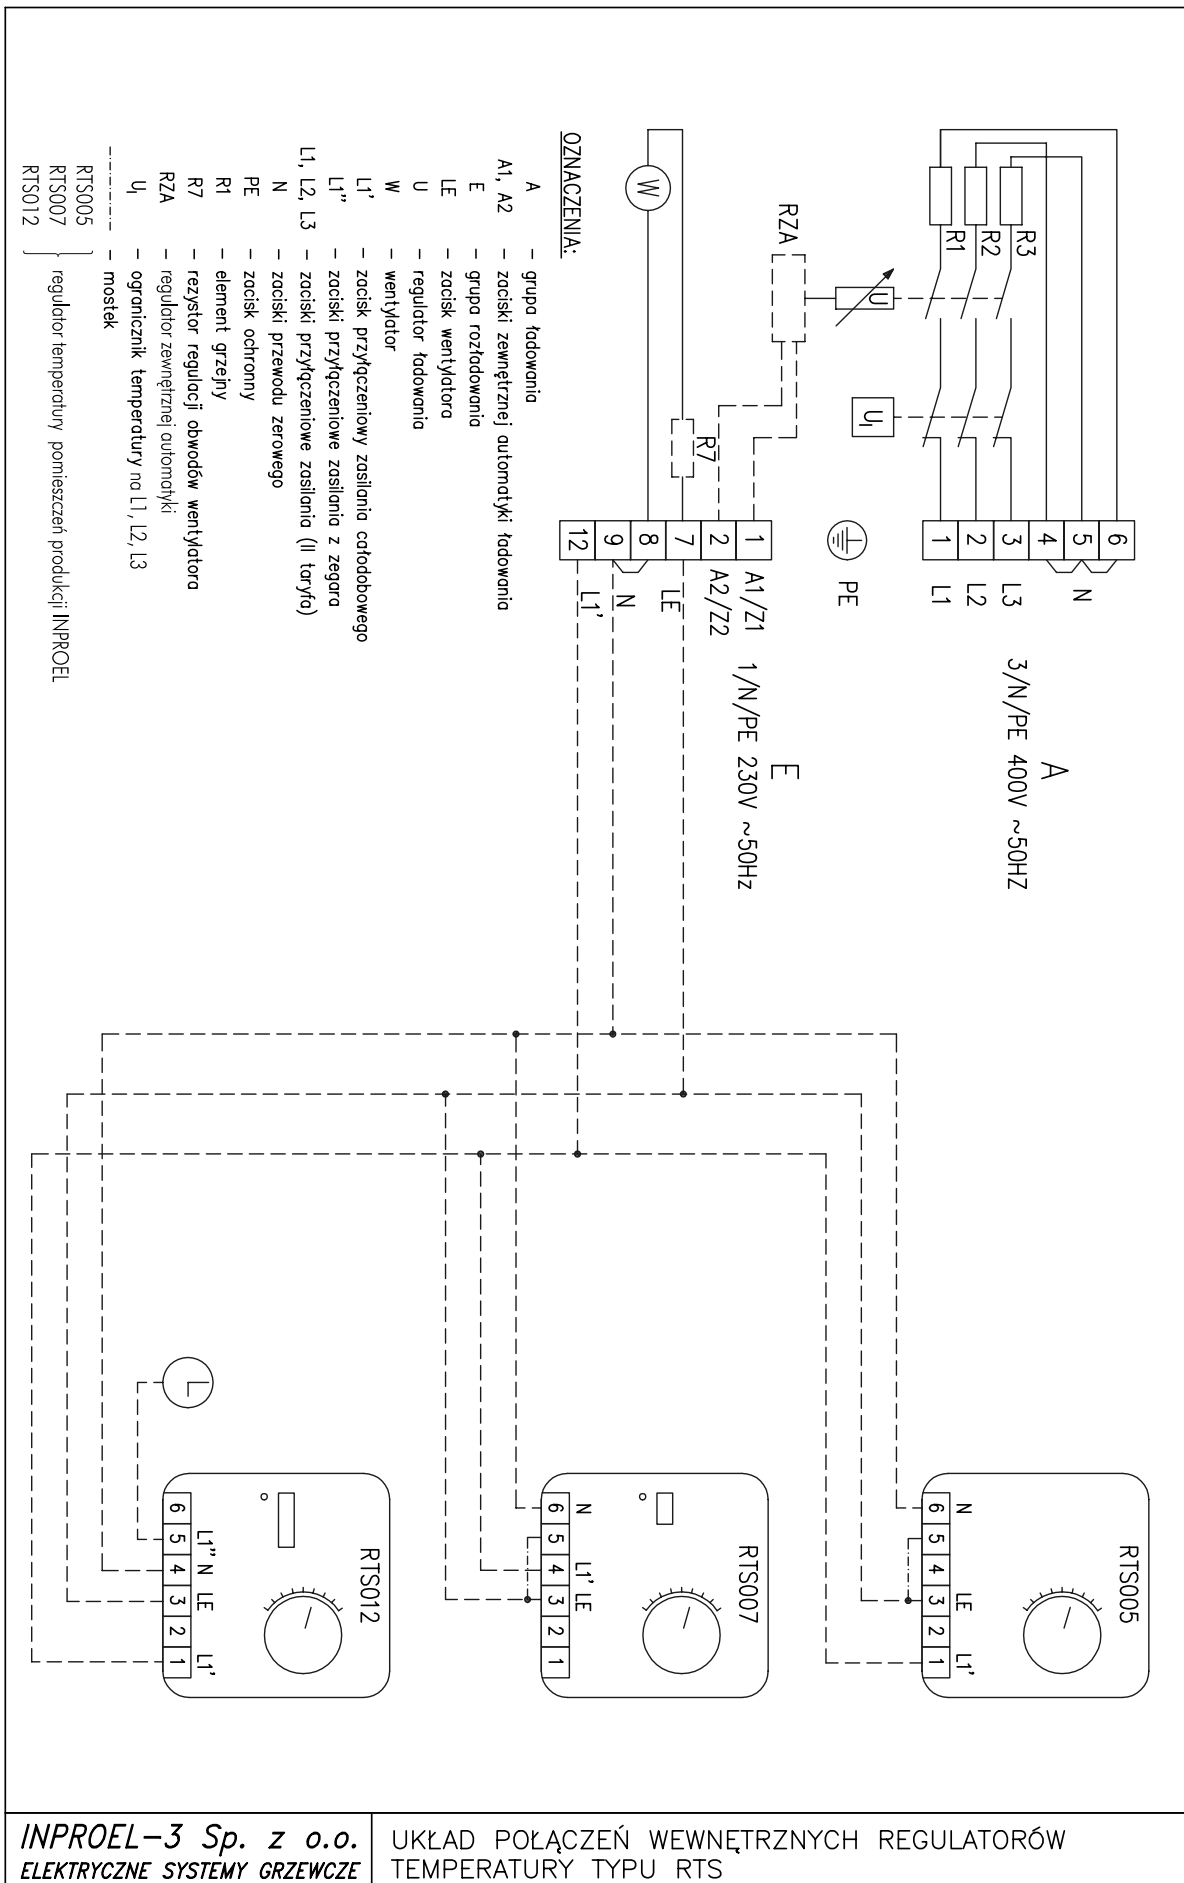 6
5
4
3
2
1
N
L3
L2
L1
R3
R2
R1
U
U₁
PE
A
3/N/PE 400V ~50HZ
RZA
R7
W
1
2
7
8
9
12
A1/Z1
A2/Z2
LE
N
L1'
E
1/N/PE 230V ~50Hz
OZNACZENIA:
A – grupa ładowania
A1, A2 – zaciski zewnętrznej automatyki ładowania
E – grupa rozładowania
LE – zacisk wentylatora
U – regulator ładowania
W – wentylator
L1' – zacisk przyłączeniowy zasilania całodobowego
L1'' – zaciski przyłączeniowe zasilania z zegara
L1, L2, L3 – zaciski przyłączeniowe zasilania (II taryfa)
N – zaciski przewodu zerowego
PE – zacisk ochronny
R1 – element grzejny
R7 – rezystor regulacji obwodów wentylatora
RZA – regulator zewnętrznej automatyki
U₁ – ogranicznik temperatury na L1, L2, L3
– mostek
RTS005
RTS007
RTS012
regulator temperatury pomieszczeń produkcji INPROEL
RTS005
N
LE
L1'
6 5 4 3 2 1
RTS007
N
L1' LE
6 5 4 3 2 1
RTS012
L1'' N LE
L1'
6 5 4 3 2 1
INPROEL–3 Sp. z o.o.
ELEKTRYCZNE SYSTEMY GRZEWCZE
UKŁAD POŁĄCZEŃ WEWNĘTRZNYCH REGULATORÓW
TEMPERATURY TYPU RTS